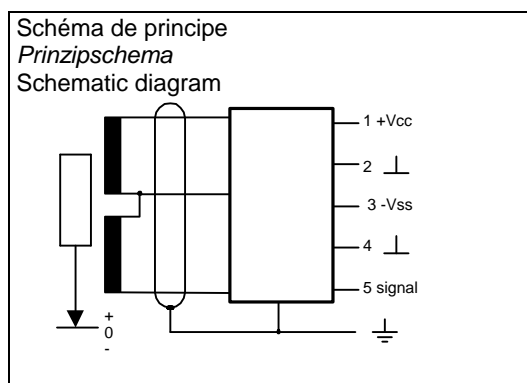 Schéma de principe
Prinzipschema
Schematic diagram
1 +Vcc
2
3 -Vss
4
5 signal
+
0
-